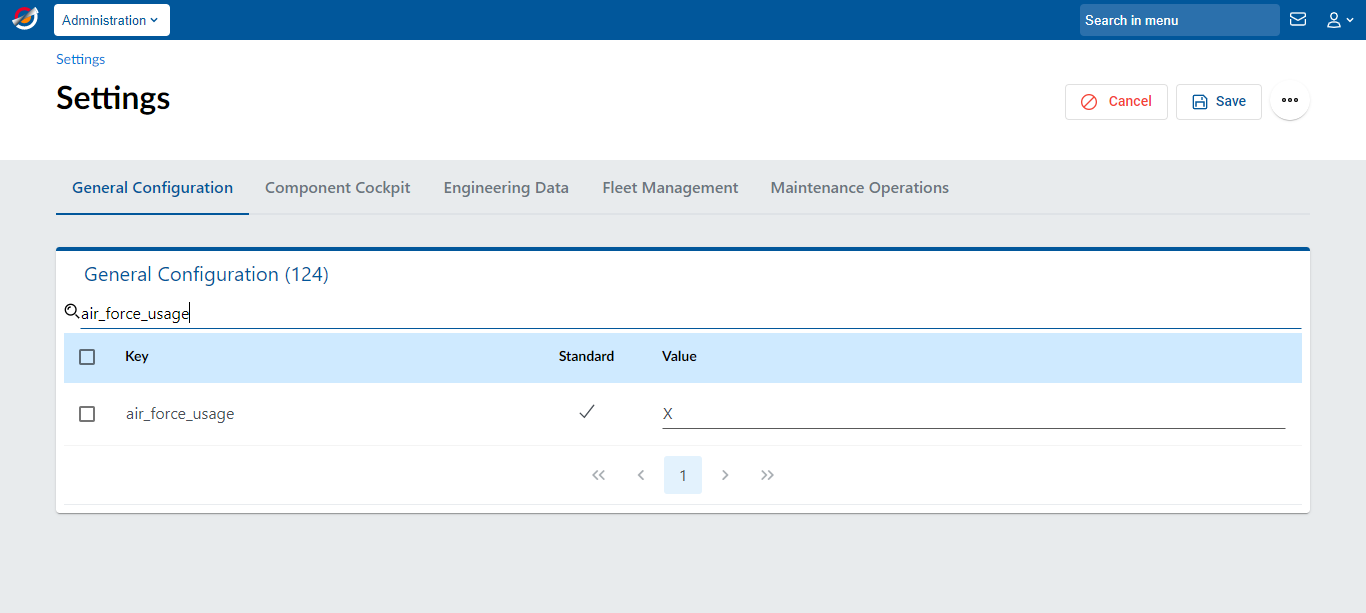 Administration
Search in menu
Settings
Settings
Cancel
Save
General Configuration
Component Cockpit
Engineering Data
Fleet Management
Maintenance Operations
General Configuration (124)
air_force_usage
Key
Standard
Value
air_force_usage
X
1